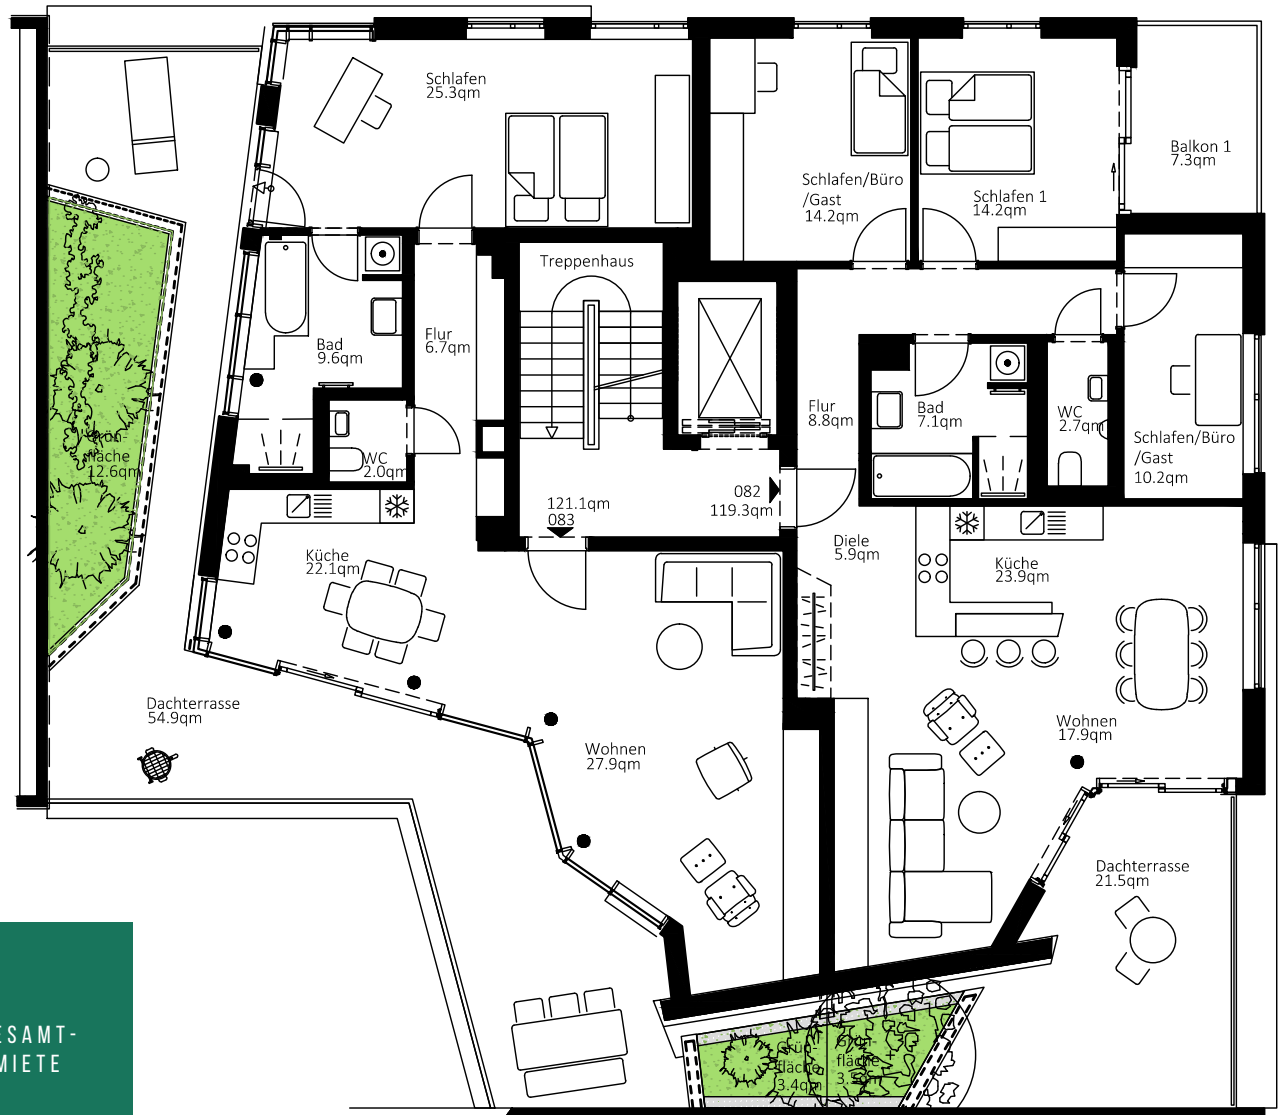 Schlafen
25.3qm
Schlafen/Büro
/Gast
14.2qm
Schlafen 1
14.2qm
Balkon 1
7.3qm
Treppenhaus
Bad
9.6qm
Flur
6.7qm
WC
2.0qm
Grün-
fläche
12.6qm
121.1qm
083
082
119.3qm
Flur
8.8qm
Bad
7.1qm
WC
2.7qm
Schlafen/Büro
/Gast
10.2qm
Küche
22.1qm
Diele
5.9qm
Küche
23.9qm
Dachterrasse
54.9qm
Wohnen
27.9qm
Wohnen
17.9qm
Dachterrasse
21.5qm
Grün-
fläche
3.4qm
Grün-
fläche
ESAMT-
MIETE